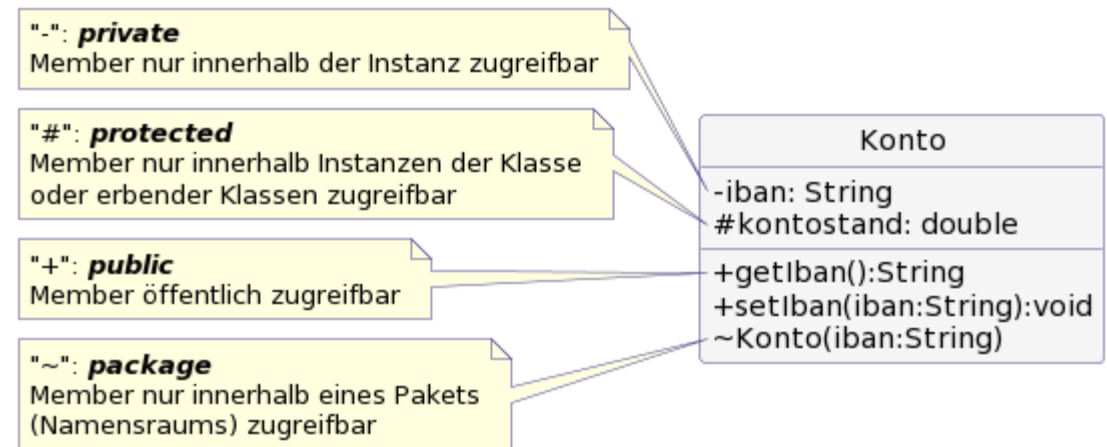 "-": private
Member nur innerhalb der Instanz zugreifbar
"#": protected
Member nur innerhalb Instanzen der Klasse
oder erbender Klassen zugreifbar
"+": public
Member öffentlich zugreifbar
"~": package
Member nur innerhalb eines Pakets
(Namensraums) zugreifbar
Konto
-iban: String
#kontostand: double
+getIban():String
+setIban(iban:String):void
~Konto(iban:String)